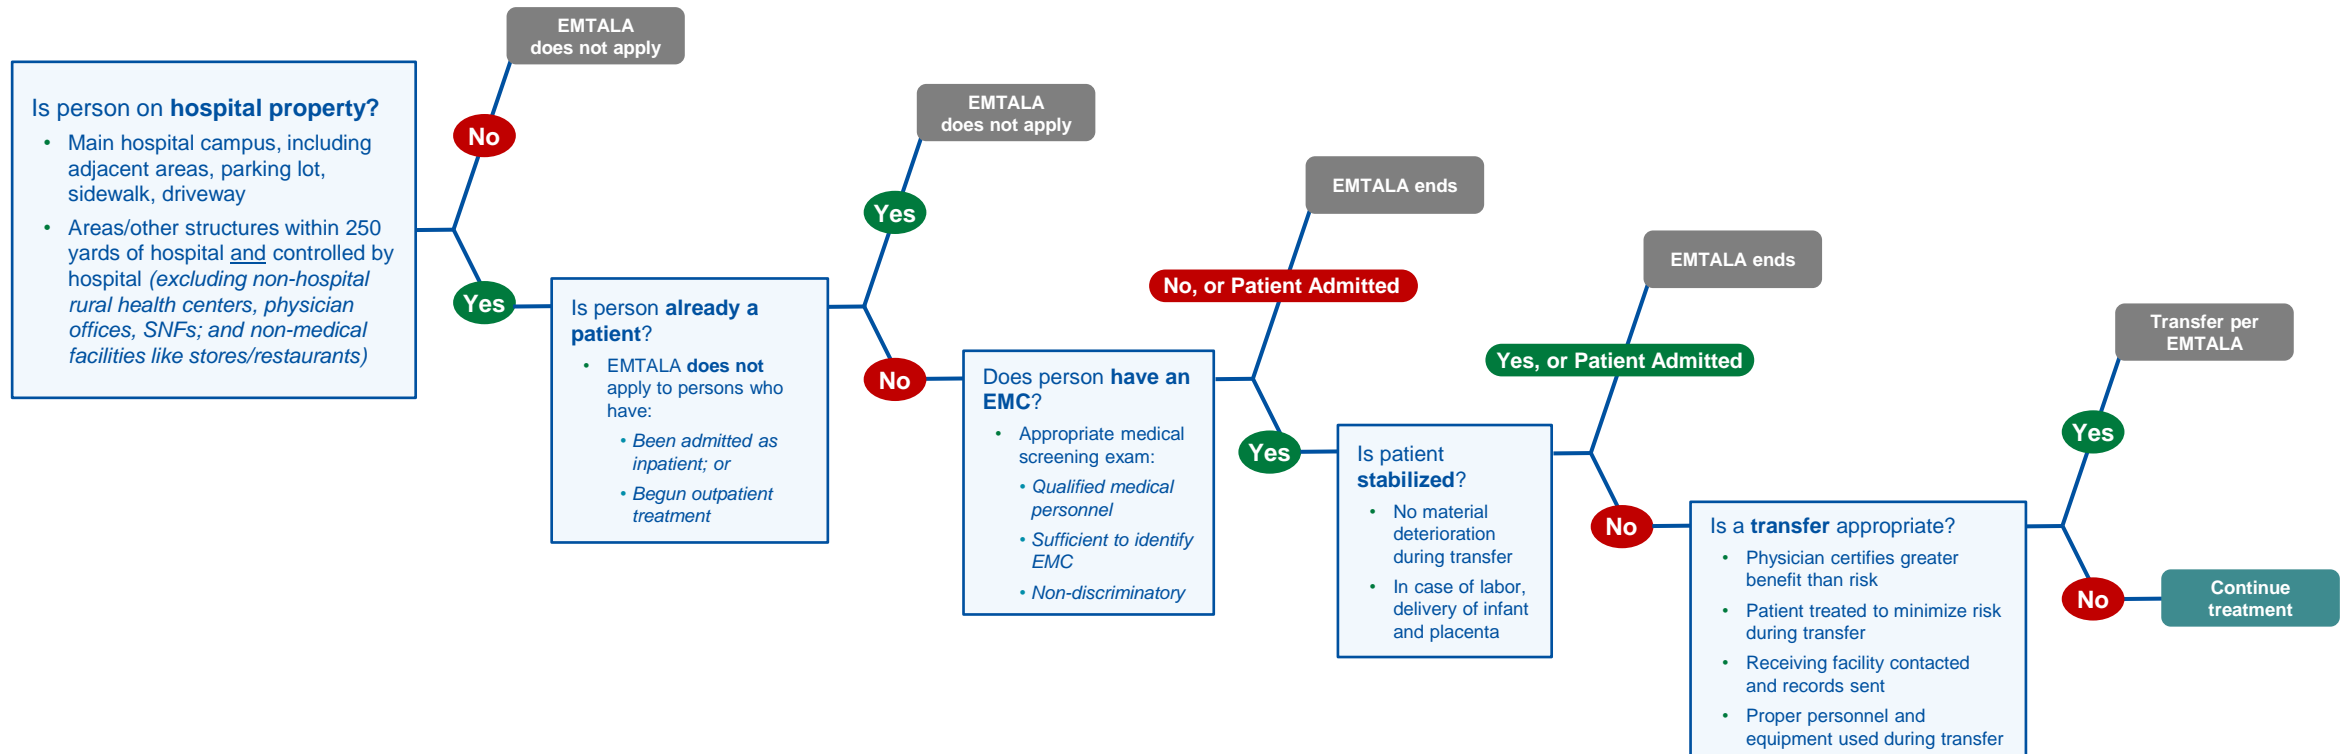 EMTALA
does not apply
Is person on hospital property?
• Main hospital campus, including
adjacent areas, parking lot,
sidewalk, driveway
• Areas/other structures within 250
yards of hospital and controlled by
hospital (excluding non-hospital
rural health centers, physician
offices, SNFs; and non-medical
facilities like stores/restaurants)
No
Yes
EMTALA
does not apply
Is person already a
patient?
• EMTALA does not
apply to persons who
have:
• Been admitted as
inpatient; or
• Begun outpatient
treatment
Yes
No
EMTALA ends
Does person have an
EMC?
• Appropriate medical
screening exam:
• Qualified medical
personnel
• Sufficient to identify
EMC
• Non-discriminatory
No, or Patient Admitted
Yes
EMTALA ends
Is patient
stabilized?
• No material
deterioration
during transfer
• In case of labor,
delivery of infant
and placenta
Yes, or Patient Admitted
No
Transfer per
EMTALA
Is a transfer appropriate?
• Physician certifies greater
benefit than risk
• Patient treated to minimize risk
during transfer
• Receiving facility contacted
and records sent
• Proper personnel and
equipment used during transfer
Yes
No
Continue
treatment